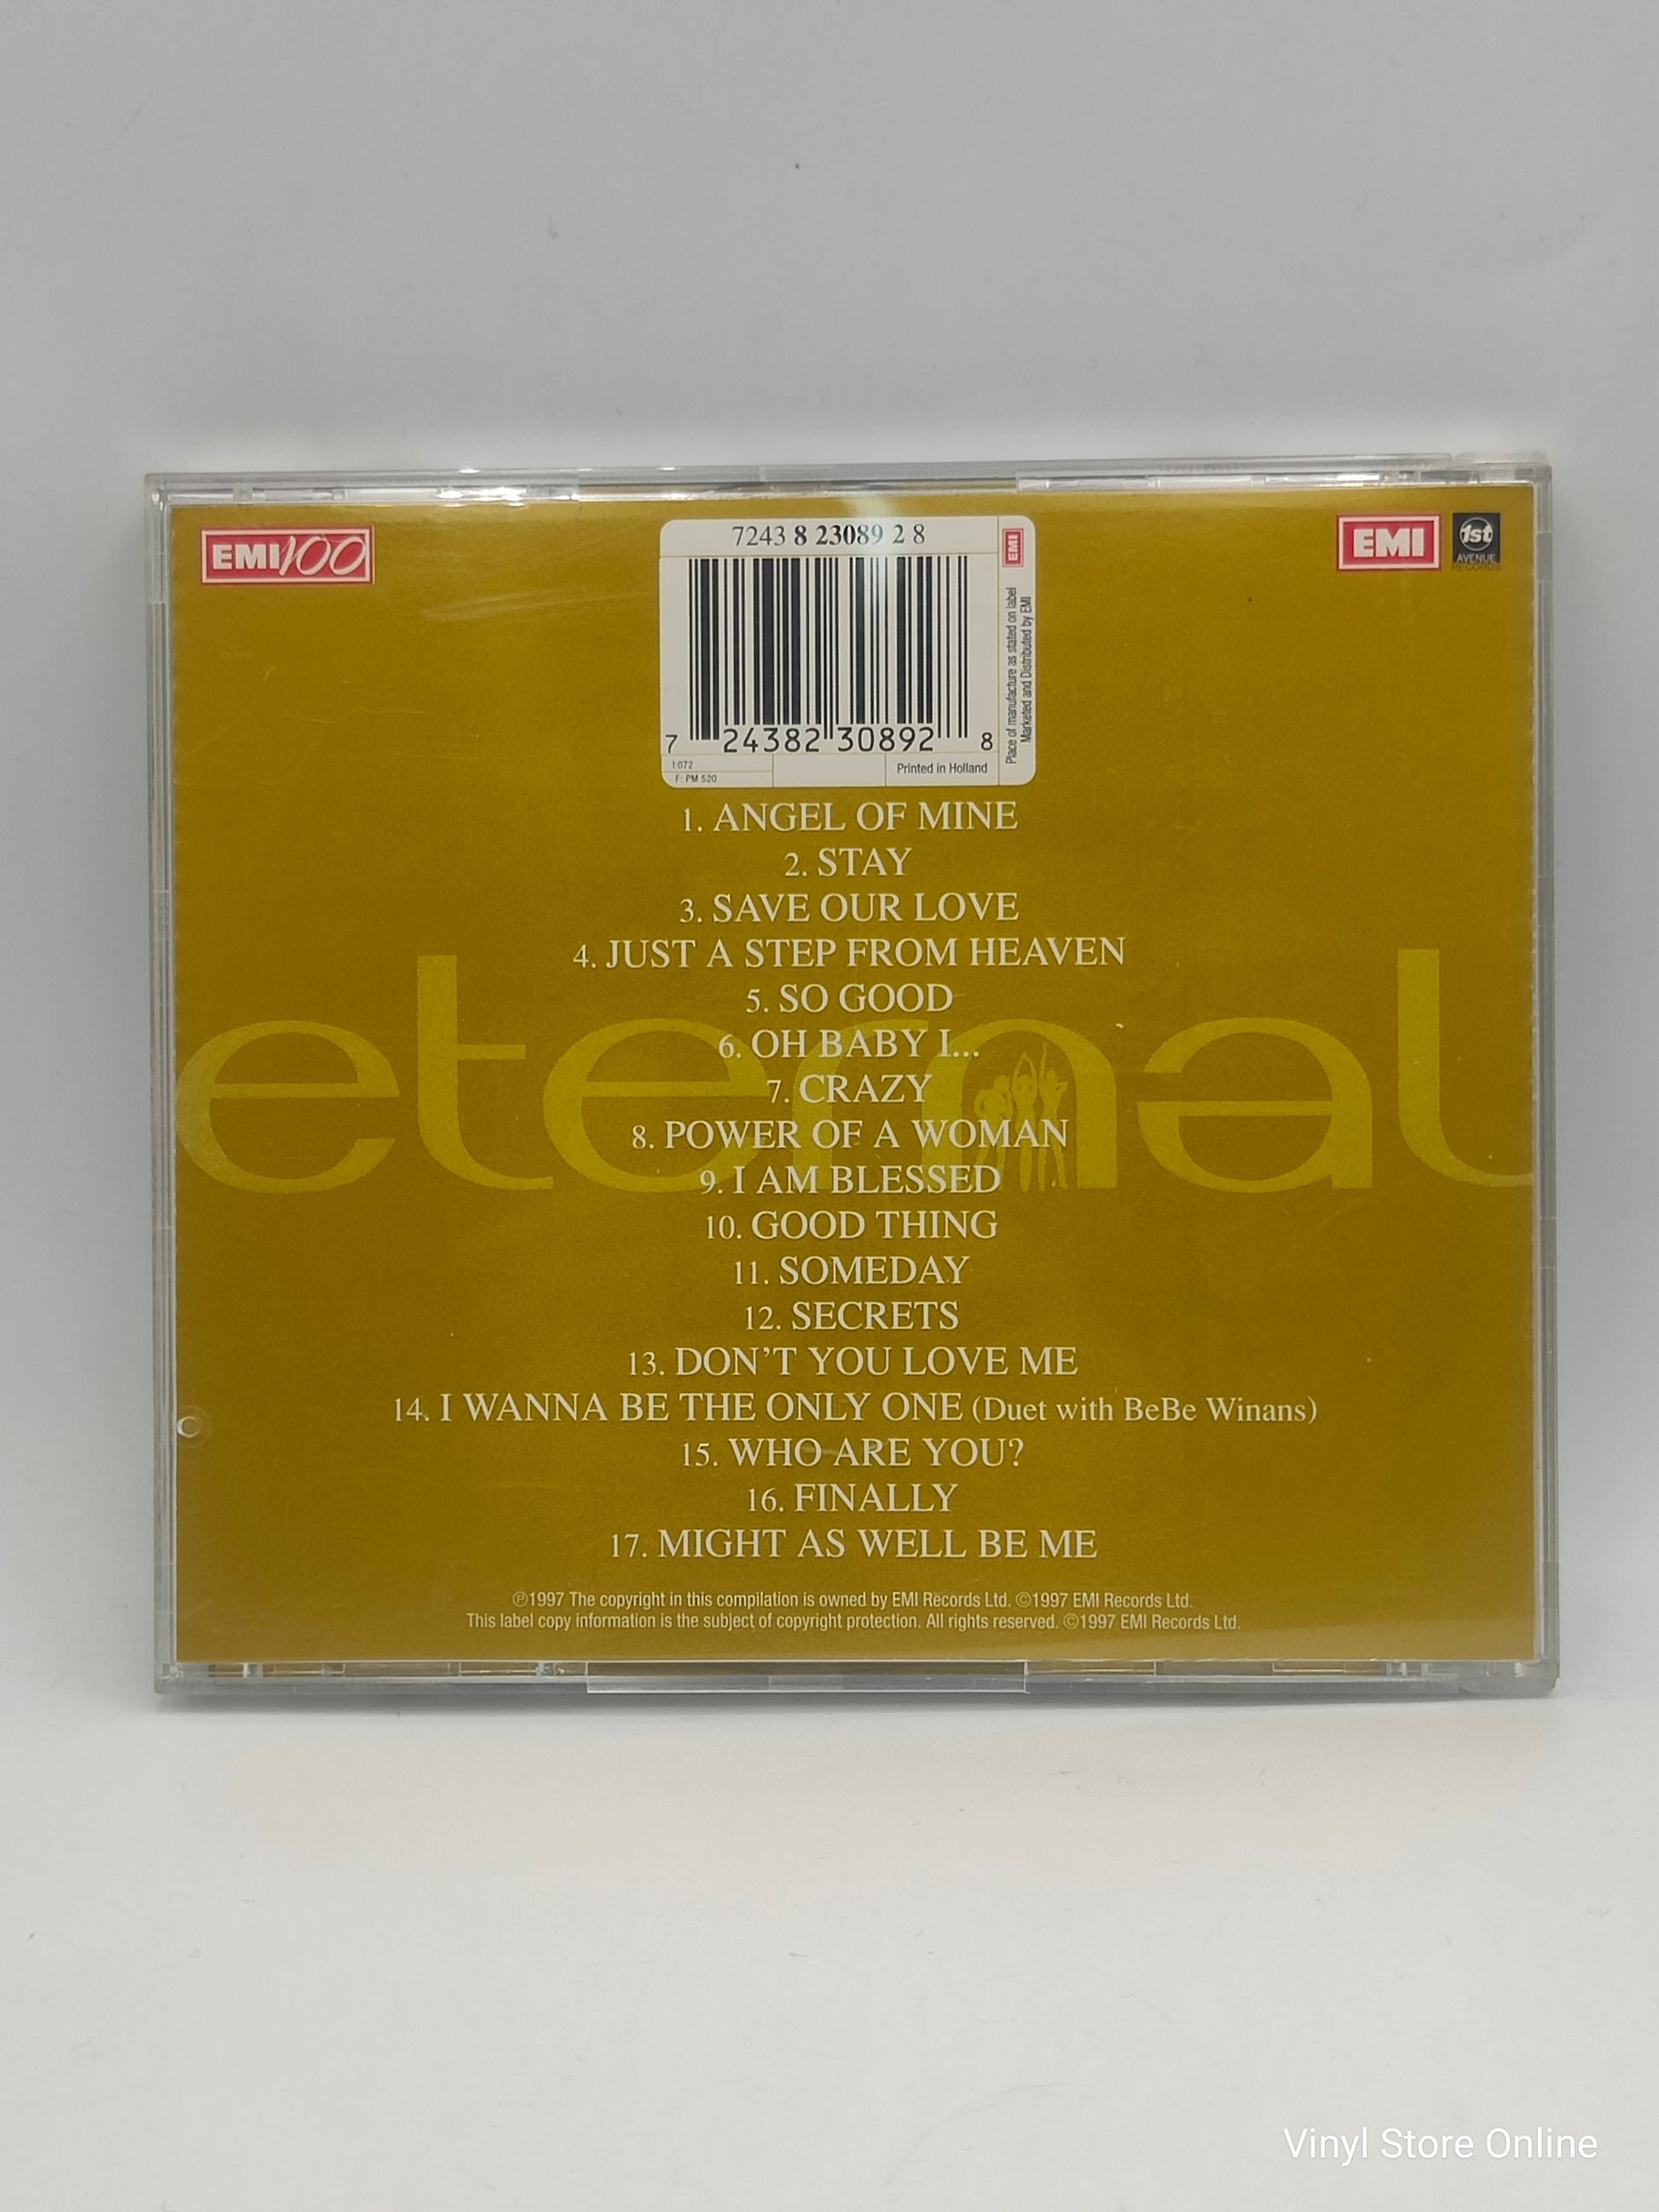 EMI100
7243 8 23089 2 8
EMI
EMI
1st
AVENUE
RECORDS
Place of manufacture as stated on label
Marketed and Distributed by EMI
7 24382 30892 8
I:072
F: PM 520
Printed in Holland
eternal
1. ANGEL OF MINE
2. STAY
3. SAVE OUR LOVE
4. JUST A STEP FROM HEAVEN
5. SO GOOD
6. OH BABY I...
7. CRAZY
8. POWER OF A WOMAN
9. I AM BLESSED
10. GOOD THING
11. SOMEDAY
12. SECRETS
13. DON'T YOU LOVE ME
14. I WANNA BE THE ONLY ONE (Duet with BeBe Winans)
15. WHO ARE YOU?
16. FINALLY
17. MIGHT AS WELL BE ME
℗1997 The copyright in this compilation is owned by EMI Records Ltd. ©1997 EMI Records Ltd.
This label copy information is the subject of copyright protection. All rights reserved. ©1997 EMI Records Ltd.
Vinyl Store Online